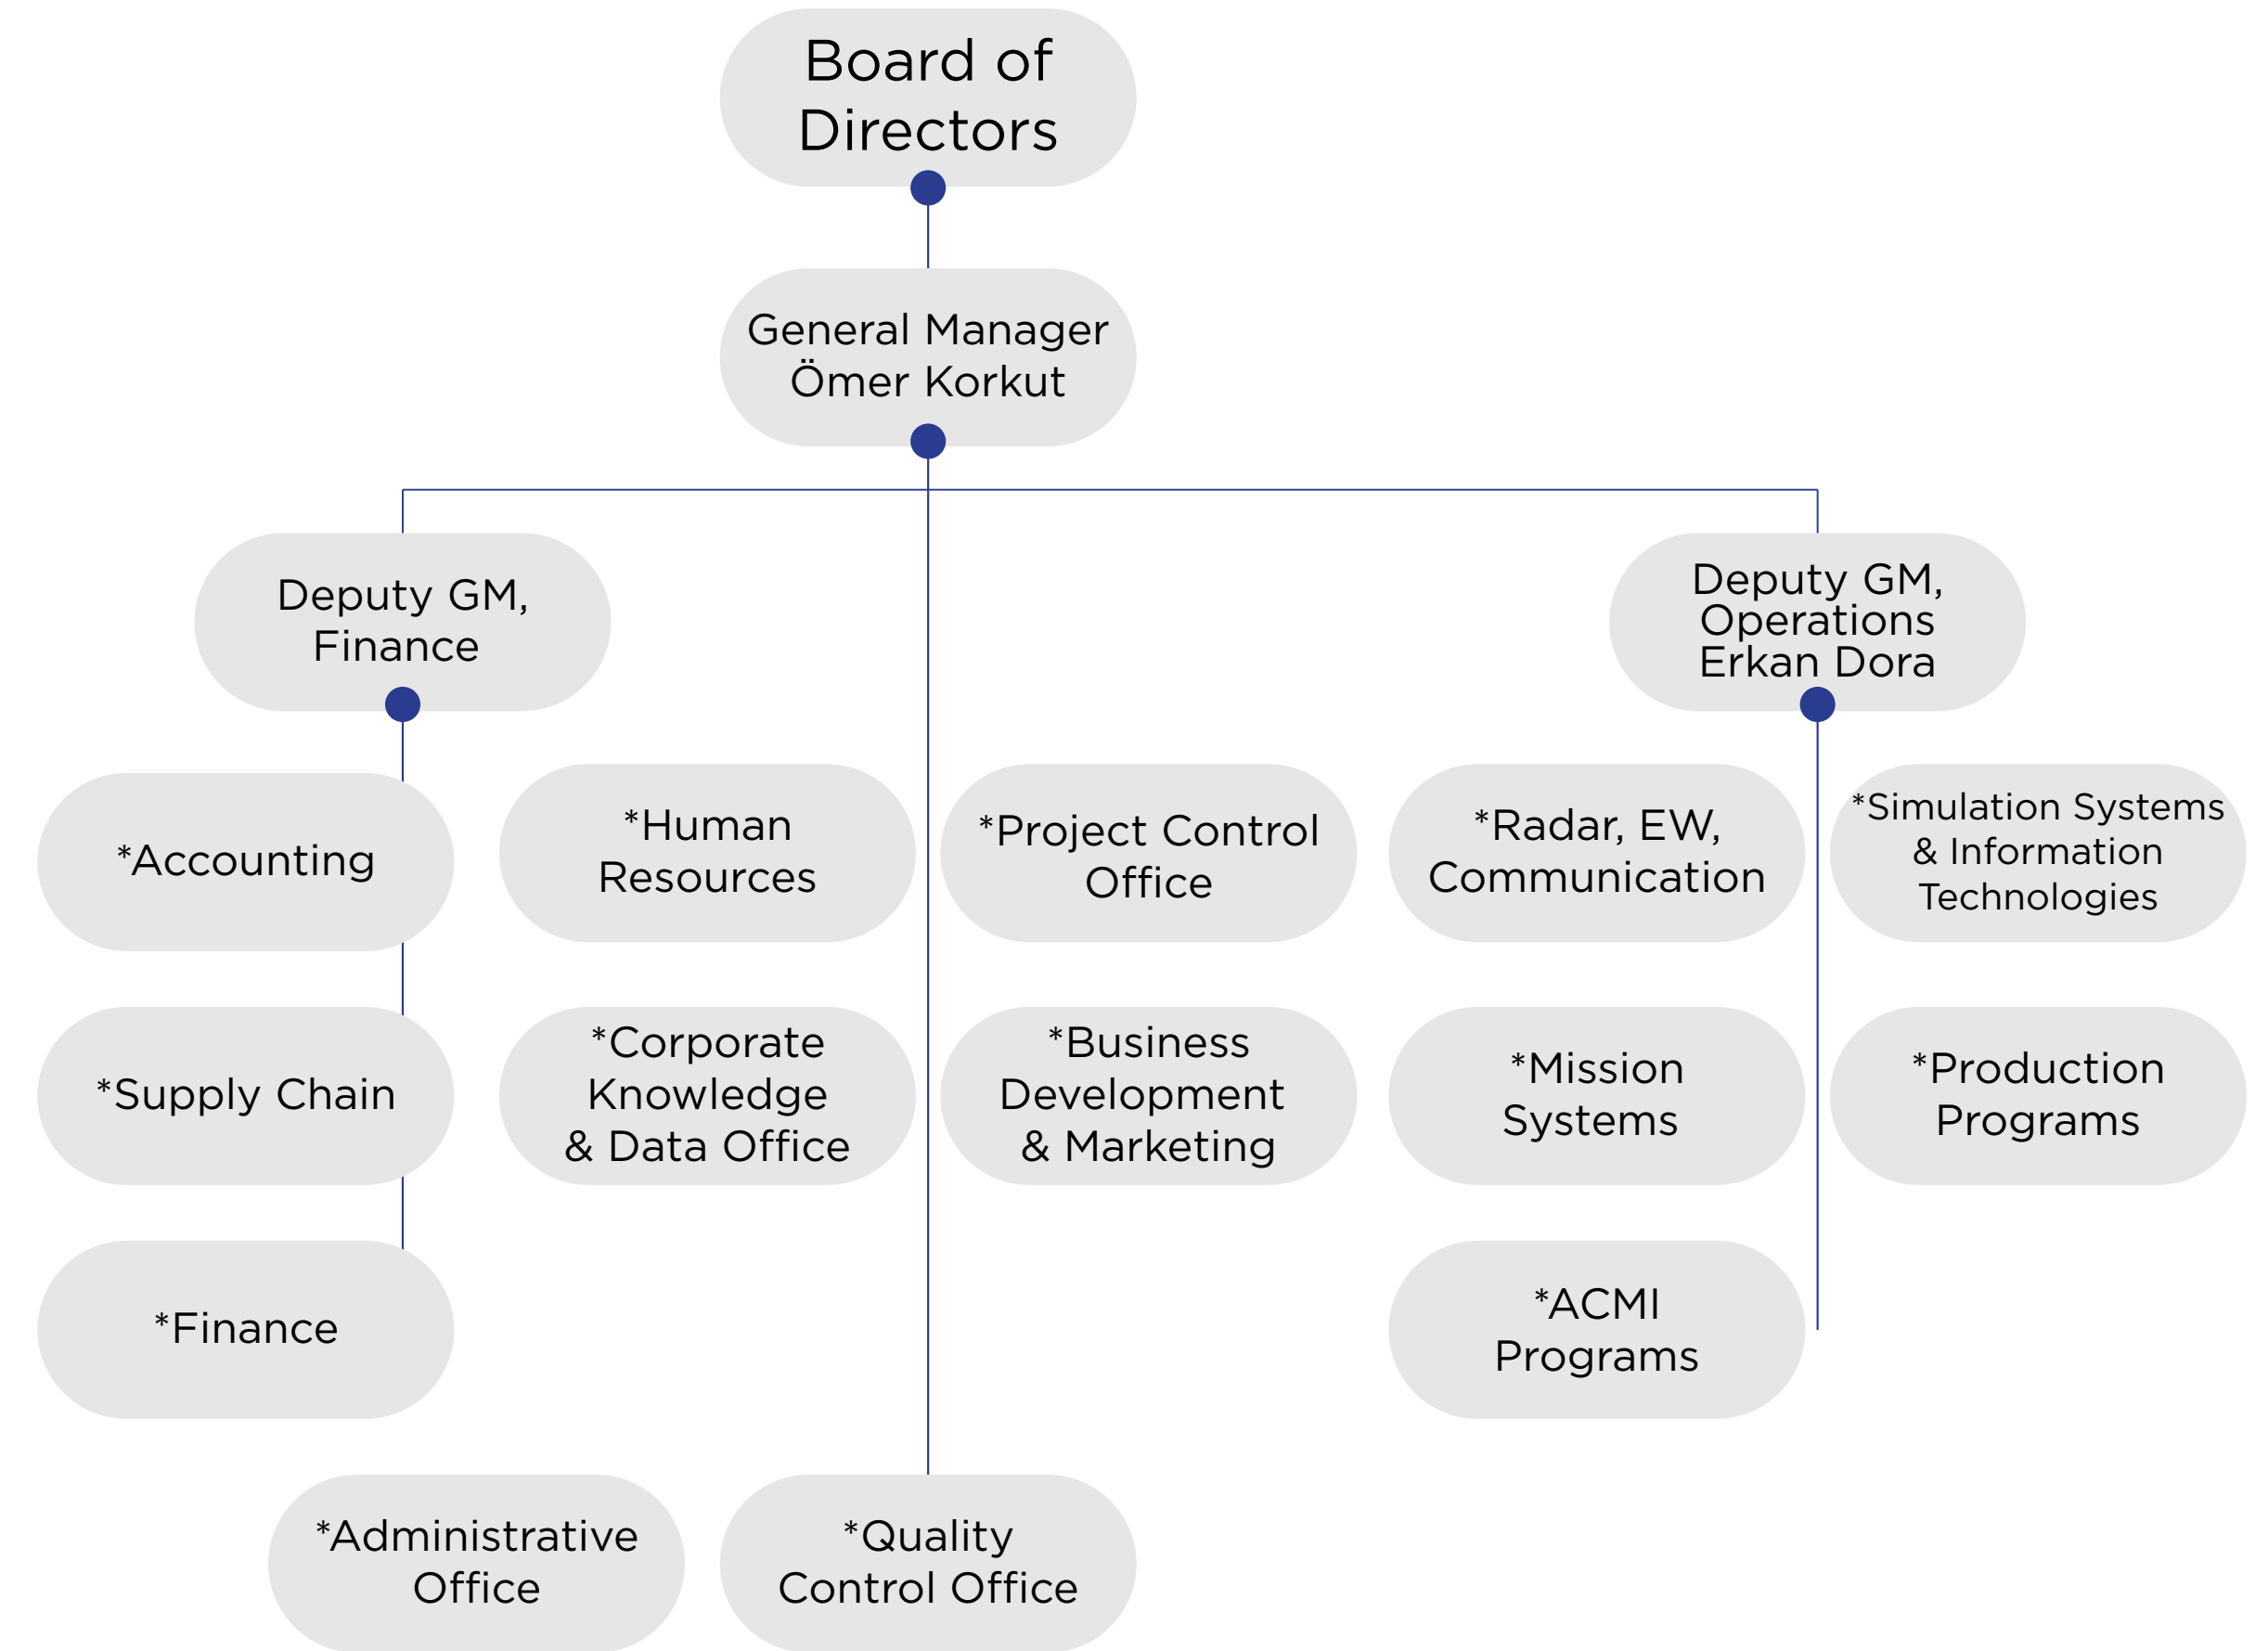 Board of
Directors
General Manager
Ömer Korkut
Deputy GM,
Finance
Deputy GM,
Operations
Erkan Dora
*Accounting
*Human
Resources
*Project Control
Office
*Radar, EW,
Communication
*Simulation Systems
& Information
Technologies
*Supply Chain
*Corporate
Knowledge
& Data Office
*Business
Development
& Marketing
*Mission
Systems
*Production
Programs
*Finance
*ACMI
Programs
*Administrative
Office
*Quality
Control Office